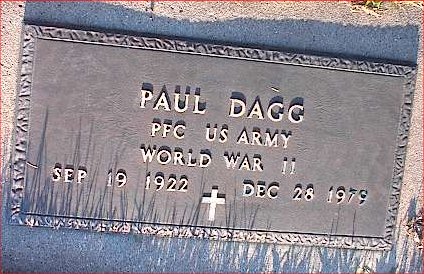 PAUL DAGG
PFC US ARMY
WORLD WAR II
SEP 19 1922 DEC 28 1979